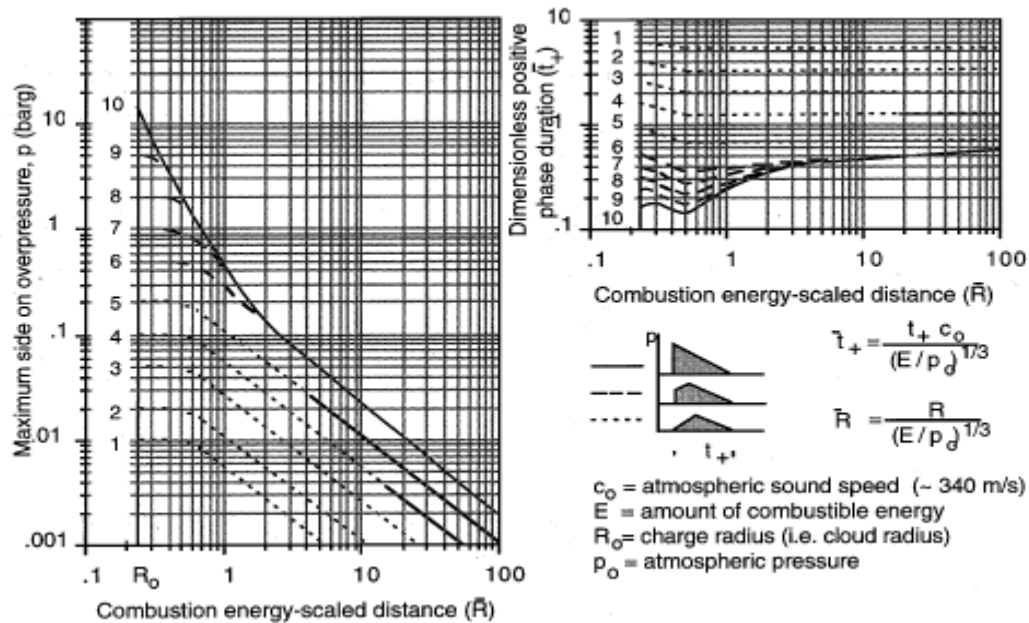 Maximum side on overpressure, p (barg)
10
1
.1
.01
.001
10
9
8
7
6
5
4
3
2
1
.1
R₀
1
10
100
Combustion energy-scaled distance (R̄)
Dimensionless positive
phase duration (t̄₊)
10
1
.1
1
2
3
4
5
6
7
8
9
10
.1
1
10
100
Combustion energy-scaled distance (R̄)
p
t₊
t̄₊ = t₊ c₀ / (E / p₀)^1/3
R̄ = R / (E / p₀)^1/3
c₀ = atmospheric sound speed (~ 340 m/s)
E = amount of combustible energy
R₀= charge radius (i.e. cloud radius)
p₀ = atmospheric pressure